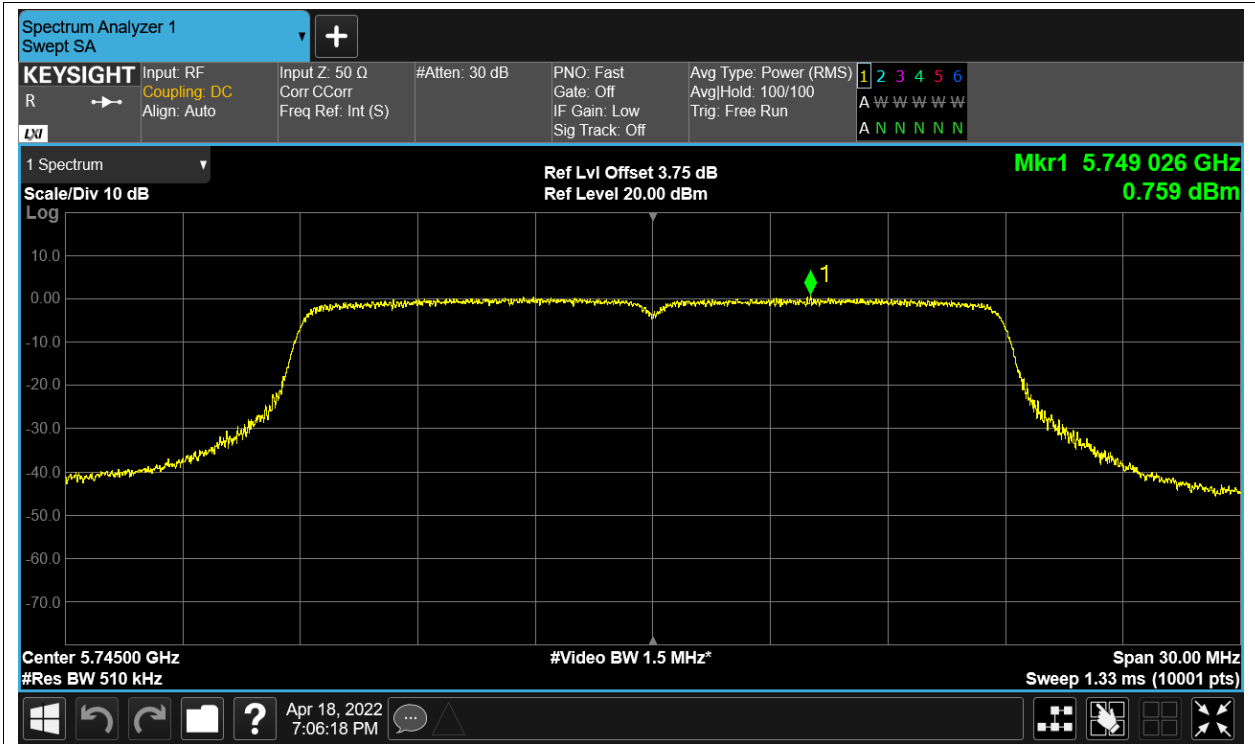 Spectrum Analyzer 1
Swept SA
KEYSIGHT
R
LXI
Input: RF
Coupling: DC
Align: Auto
Input Z: 50 Ω
Corr CCorr
Freq Ref: Int (S)
#Atten: 30 dB
PNO: Fast
Gate: Off
IF Gain: Low
Sig Track: Off
Avg Type: Power (RMS)
Avg|Hold: 100/100
Trig: Free Run
1 2 3 4 5 6
A W W W W W
A N N N N N
1 Spectrum
Scale/Div 10 dB
Log
Ref Lvl Offset 3.75 dB
Ref Level 20.00 dBm
Mkr1 5.749 026 GHz
0.759 dBm
10.0
0.00
-10.0
-20.0
-30.0
-40.0
-50.0
-60.0
-70.0
1
Center 5.74500 GHz
#Res BW 510 kHz
#Video BW 1.5 MHz*
Span 30.00 MHz
Sweep 1.33 ms (10001 pts)
?
Apr 18, 2022
7:06:18 PM